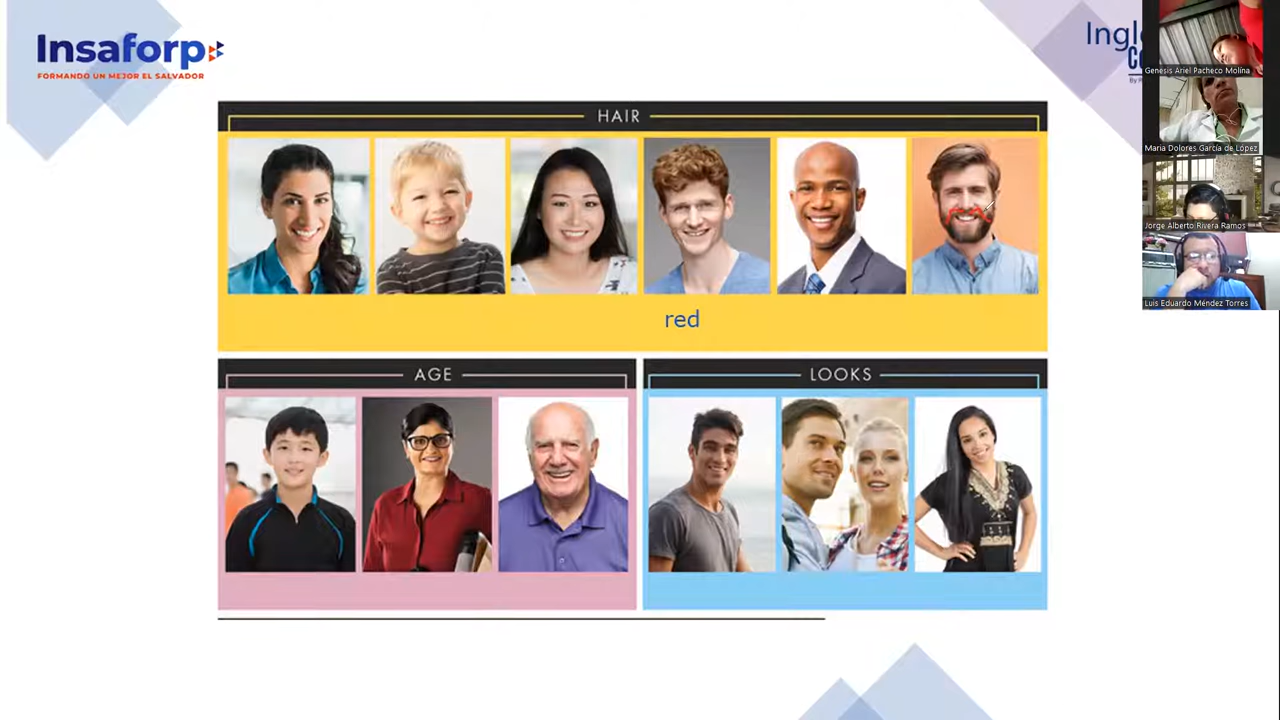 Insaforp
FORMANDO UN MEJOR EL SALVADOR
HAIR
red
AGE
LOOKS
Genesis Ariel Pacheco Molina
Maria Dolores García de López
Jorge Alberto Rivera Ramos
Luis Eduardo Méndez Torres